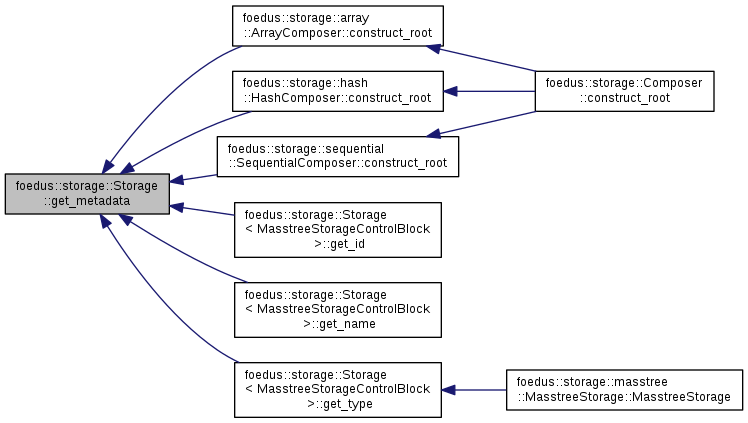 foedus::storage::array
::ArrayComposer::construct_root
foedus::storage::hash
::HashComposer::construct_root
foedus::storage::Composer
::construct_root
foedus::storage::sequential
::SequentialComposer::construct_root
foedus::storage::Storage
::get_metadata
foedus::storage::Storage
< MasstreeStorageControlBlock
>::get_id
foedus::storage::Storage
< MasstreeStorageControlBlock
>::get_name
foedus::storage::Storage
< MasstreeStorageControlBlock
>::get_type
foedus::storage::masstree
::MasstreeStorage::MasstreeStorage